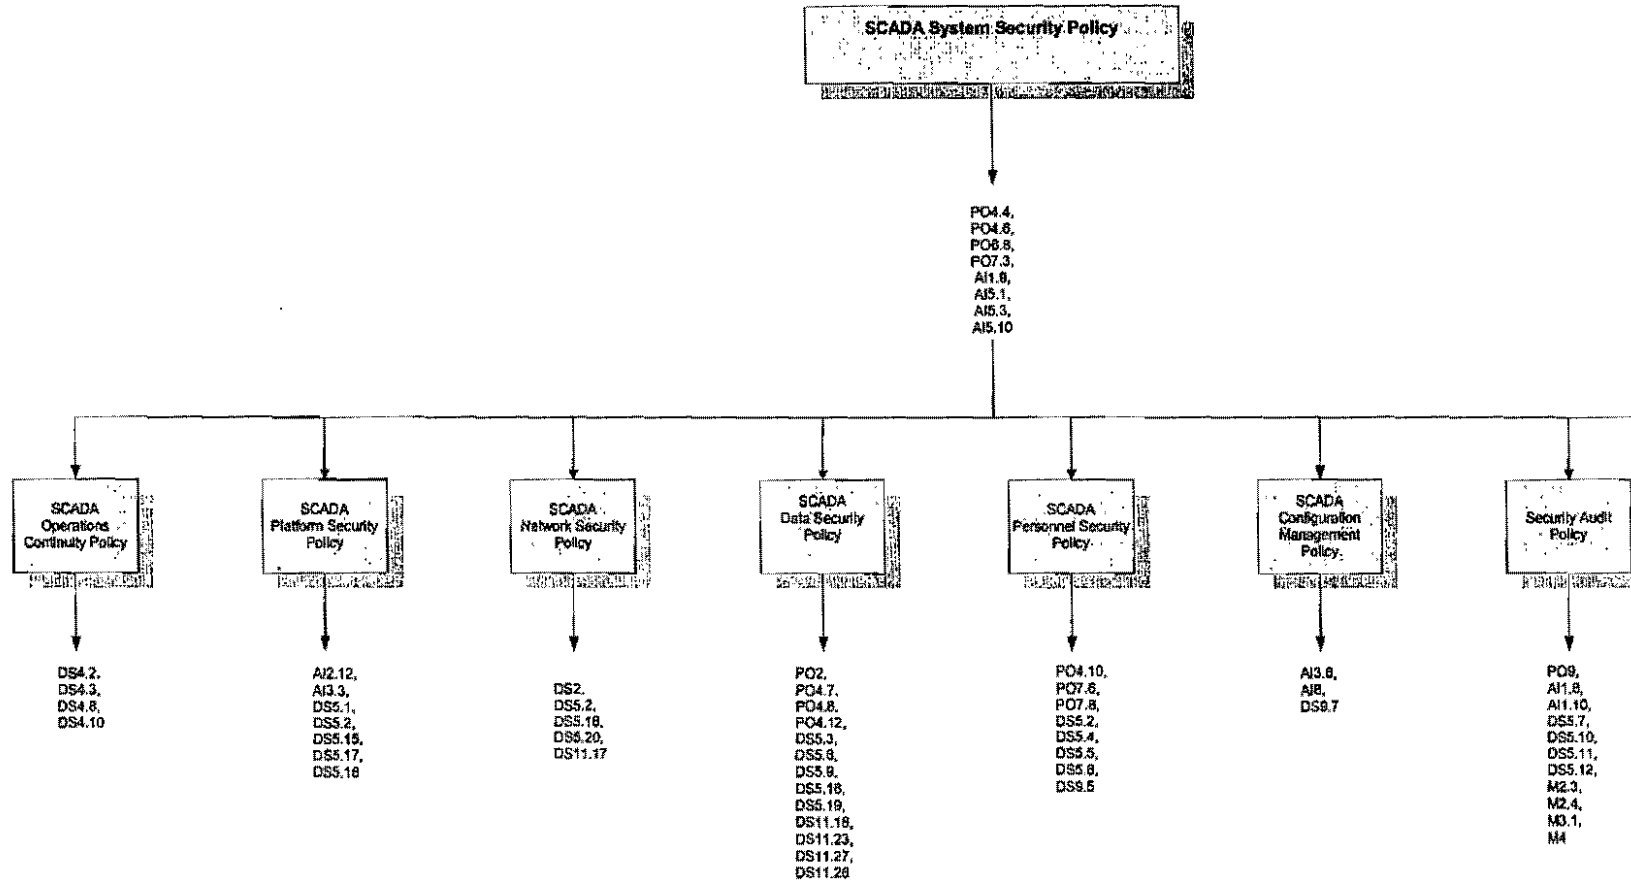 SCADA System Security Policy
PO4.4,
PO4.6,
PO6.8,
PO7.3,
AI1.9,
AI5.1,
AI5.3,
AI5.10
SCADA
Operations
Continuity Policy
SCADA
Platform Security
Policy
SCADA
Network Security
Policy
SCADA
Data Security
Policy
SCADA
Personnel Security
Policy
SCADA
Configuration
Management
Policy
Security Audit
Policy
DS4.2,
DS4.3,
DS4.8,
DS4.10
AI2.12,
AI3.3,
DS5.1,
DS5.2,
DS5.15,
DS5.17,
DS5.16
DS2,
DS5.2,
DS5.18,
DS5.20,
DS11.17
PO2,
PO4.7,
PO4.8,
PO4.12,
DS5.3,
DS5.8,
DS5.9,
DS5.16,
DS5.19,
DS11.18,
DS11.23,
DS11.27,
DS11.28
PO4.10,
PO7.6,
PO7.8,
DS5.2,
DS5.4,
DS5.5,
DS5.6,
DS9.5
AI3.6,
AI6,
DS9.7
PO9,
AI1.8,
AI1.10,
DS5.7,
DS5.10,
DS5.11,
DS5.12,
M2.3,
M2.4,
M3.1,
M4